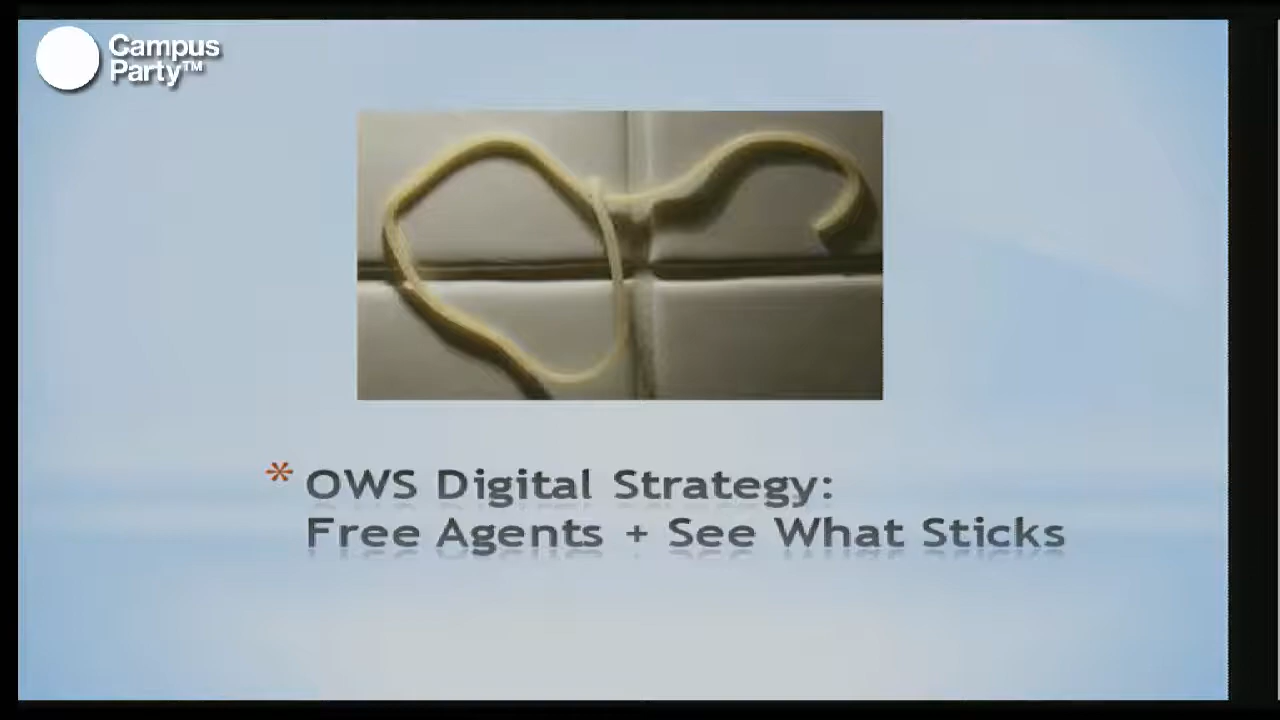 Campus
Party™
* OWS Digital Strategy:
Free Agents + See What Sticks